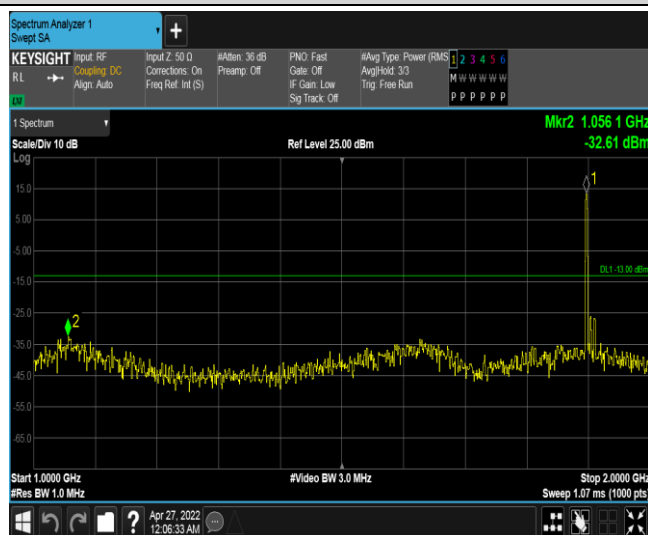 Spectrum Analyzer 1
Swept SA
+
KEYSIGHT Input: RF Input Z: 50 Ω #Atten: 36 dB PNO: Fast #Avg Type: Power (RMS 1 2 3 4 5 6
RL Coupling: DC Corrections: On Preamp: Off Gate: Off Avg|Hold: 3/3 M W W W W W
Align: Auto Freq Ref: Int (S) IF Gain: Low Trig: Free Run P P P P P P
Sig Track: Off
1 Spectrum Mkr2 1.056 1 GHz
Scale/Div 10 dB Ref Level 25.00 dBm -32.61 dBm
Log
1
15.0
5.00
-5.00
DL1 -13.00 dBm
-15.0
-25.0
2
-35.0
-45.0
-55.0
-65.0
Start 1.0000 GHz #Video BW 3.0 MHz Stop 2.0000 GHz
#Res BW 1.0 MHz Sweep 1.07 ms (1000 pts)
? Apr 27, 2022
12:06:33 AM